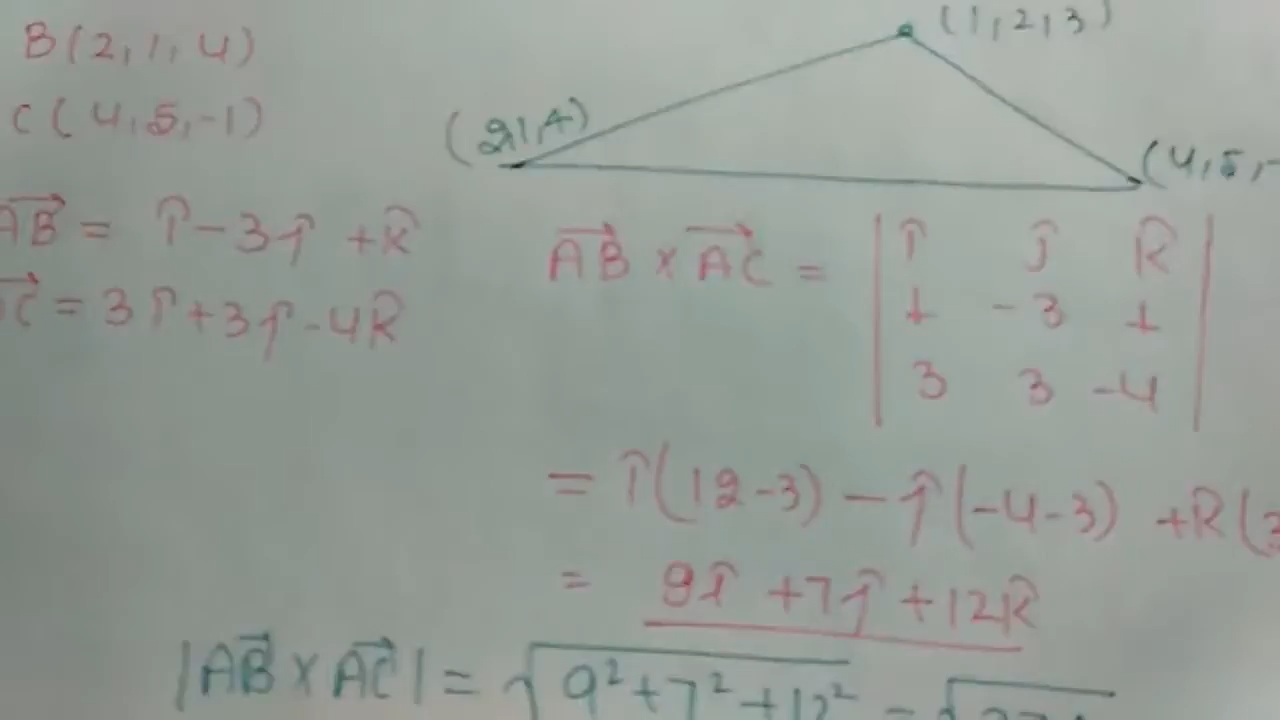 (1,2,3)
B(2,1,4)
C(4,5,-1)
(2,1,4)
(4,5,-
AB = î - 3ĵ + k̂
C = 3î + 3ĵ - 4k̂
AB × AC = | î ĵ k̂ |
1 -3 1
3 3 -4
= î(12-3) - ĵ(-4-3) + k̂(3
= 9î + 7ĵ + 12k̂
|AB × AC| = √9²+7²+12² = √27